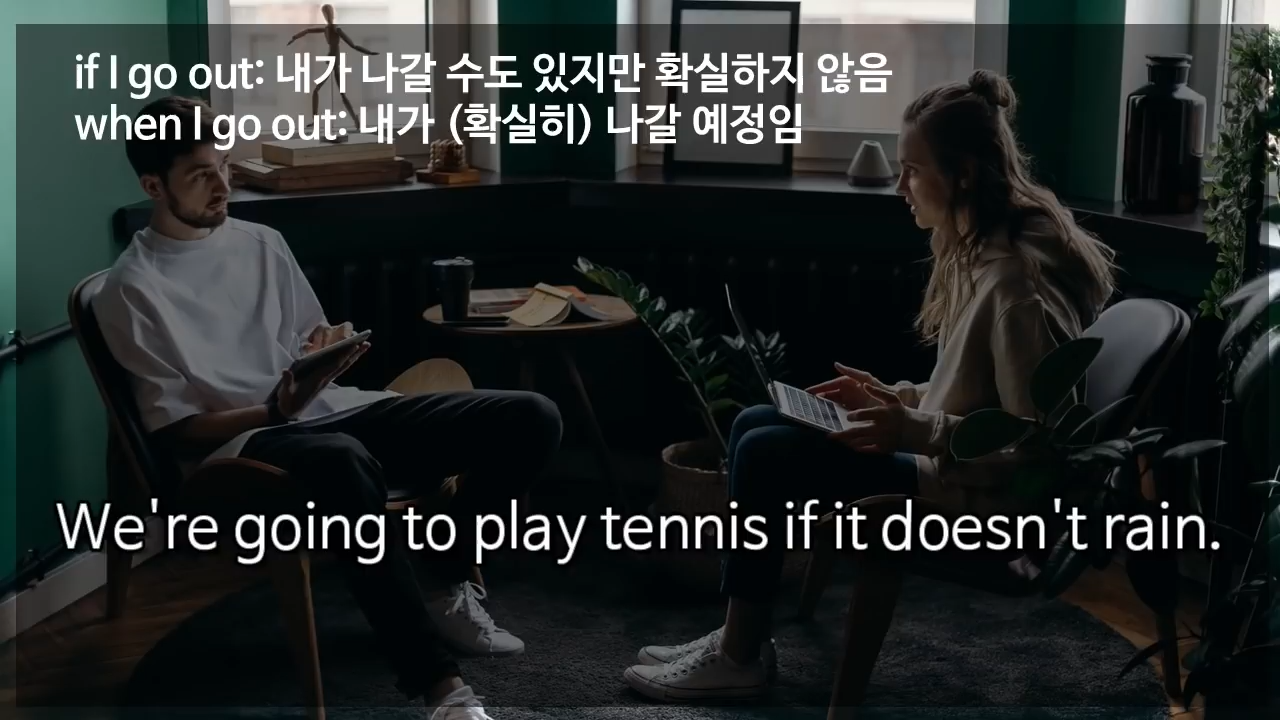 if I go out: 내가 나갈 수도 있지만 확실하지 않음
when I go out: 내가 (확실히) 나갈 예정임
We're going to play tennis if it doesn't rain.